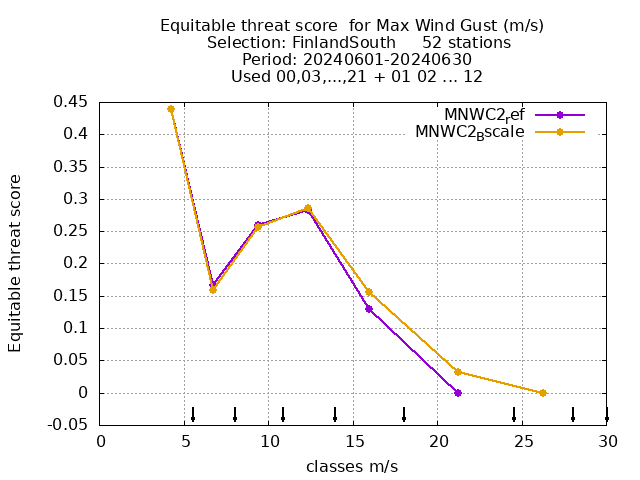 Equitable threat score  for Max Wind Gust (m/s)
Selection: FinlandSouth     52 stations
Period: 20240601-20240630
Used 00,03,...,21 + 01 02 ... 12
MNWC2ref
MNWC2Bscale
0.45
0.4
0.35
0.3
0.25
0.2
0.15
0.1
0.05
0
-0.05
Equitable threat score
0 5 10 15 20 25 30
classes m/s